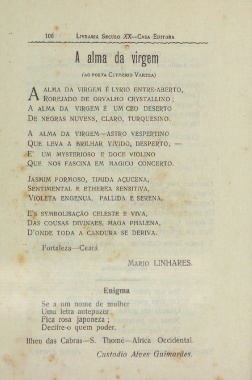 106 LIVRARIA SECULO XX—CASA EDITORA
A alma da virgem
(AO POETA
A ALMA DA VIRGEM É LYRIO ENTRE-ABERTO,
ROREJADO DE ORVALHO CRYSTALLINO;
A ALMA DA VIRGEM É UM CEO DESERTO
DE NEGRAS NUVENS, CLARO, TURQUESINO.
A ALMA DA VIRGEM—ASTRO VESPERTINO
QUE LEVA A BRILHAR VIVIDO, DESPERTO, —
E' UM MYSTERIOSO E DOCE VIOLINO
QUE NOS FASCINA EM MAGICO CONCERTO.
JASMIM FORMOSO, TIMIDA AÇUCENA,
SENTIMENTAL E ETHEREA SENSITIVA,
VIOLETA ENGENUA, PALLIDA E SERENA,
E'S SYMBOLISAÇÃO CELESTE E VIVA,
DAS COUSAS DIVINAES, MAGA PHALENA,
D'ONDE TODA A CANDURA SE DERIVA.
Fortaleza—Ceará
MARIO LINHARES.
Enigma
Se a um nome de mulher
Uma letra antepuzer
Fica rosa japoneza;
Decifre-o quem poder.
Ilheu das Cabras—S. Thomé—Africa Occidental.
Custodio Alves Guimarães.